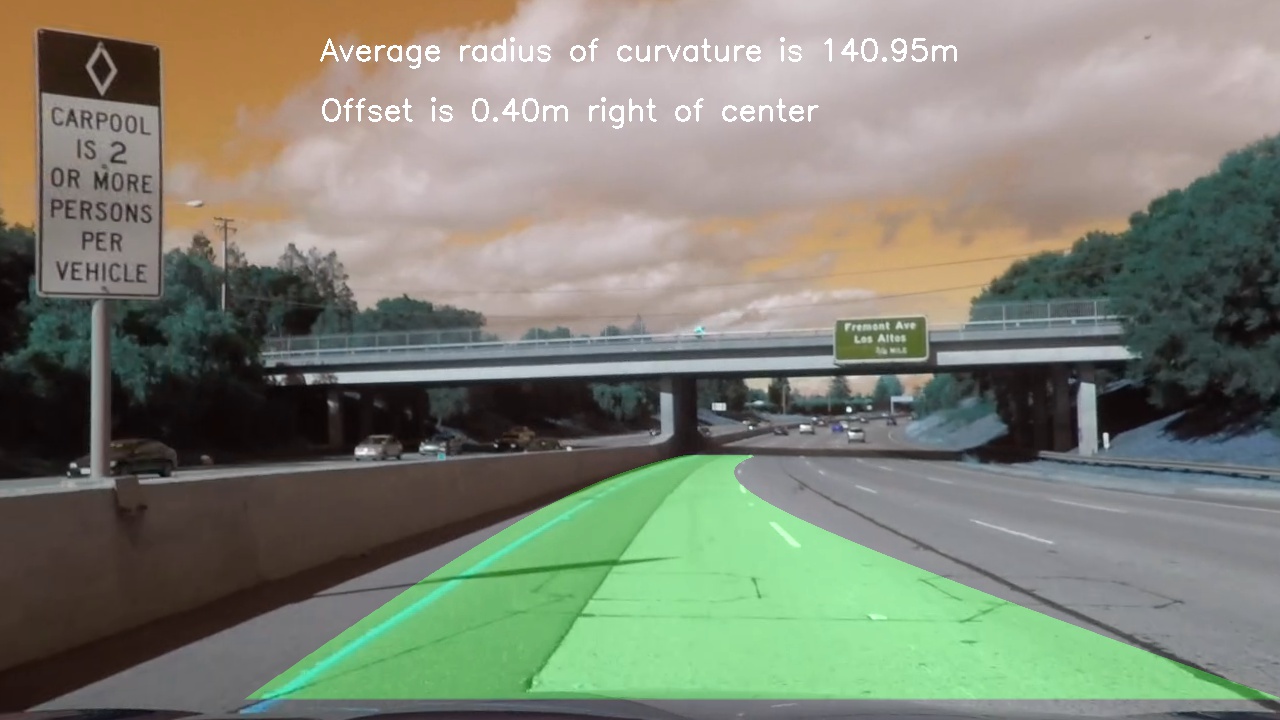 Average radius of curvature is 140.95m
Offset is 0.40m right of center
CARPOOL
IS 2
OR MORE
PERSONS
PER
VEHICLE
Fremont Ave
Los Altos
MILE